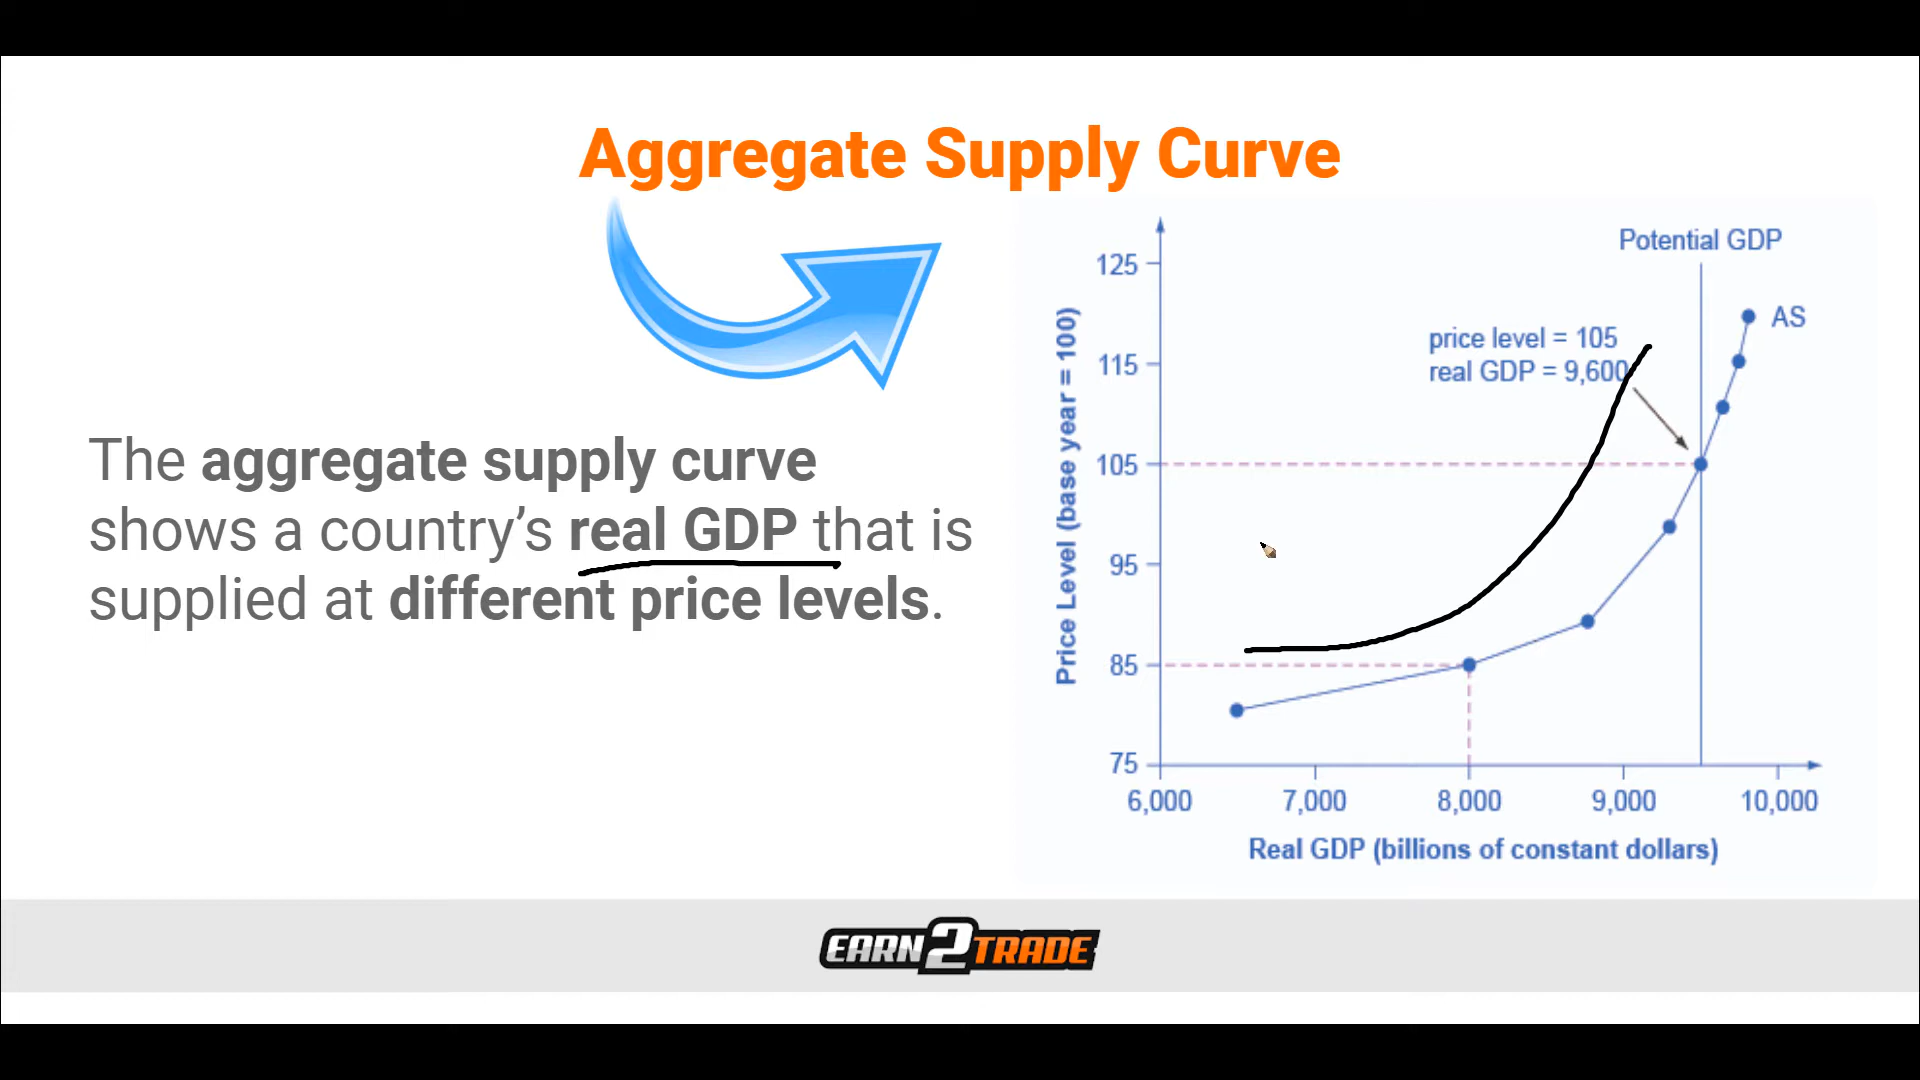 Aggregate Supply Curve
The aggregate supply curve
shows a country’s real GDP that is
supplied at different price levels.
Price Level (base year = 100)
125
115
105
95
85
75
Potential GDP
AS
price level = 105
real GDP = 9,600
6,000 7,000 8,000 9,000 10,000
Real GDP (billions of constant dollars)
EARN2TRADE